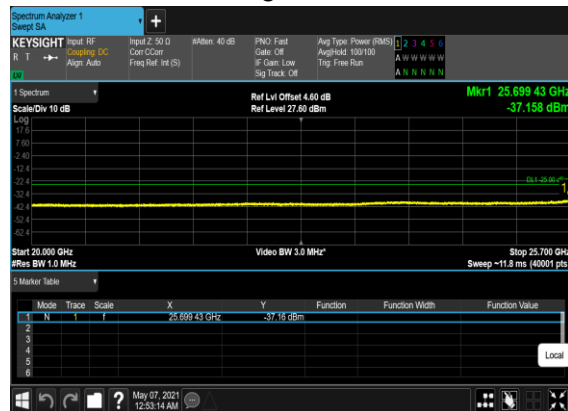 Spectrum Analyzer 1
Swept SA
+
KEYSIGHT Input: RF Input Z: 50 Ω #Atten: 40 dB PNO: Fast Avg Type: Power (RMS) 1 2 3 4 5 6
R T Coupling: DC Corr CCorr Gate: Off Avg|Hold: 100/100 A W W W W W
Align: Auto Freq Ref: Int (S) IF Gain: Low Trig: Free Run
LXI Sig Track: Off A N N N N N
1 Spectrum Ref Lvl Offset 4.60 dB Mkr1 25.699 43 GHz
Scale/Div 10 dB Ref Level 27.60 dBm -37.158 dBm
Log
17.6
7.60
-2.40
-12.4
-22.4 DL1 -25.00
1
-32.4
-42.4
-52.4
-62.4
Start 20.000 GHz Video BW 3.0 MHz* Stop 25.700 GHz
#Res BW 1.0 MHz Sweep ~11.8 ms (40001 pts)
5 Marker Table
Mode Trace Scale X Y Function Function Width Function Value
1 N 1 f 25.699 43 GHz -37.16 dBm
2
3
4
5
6
Local
? May 07, 2021
12:53:14 AM